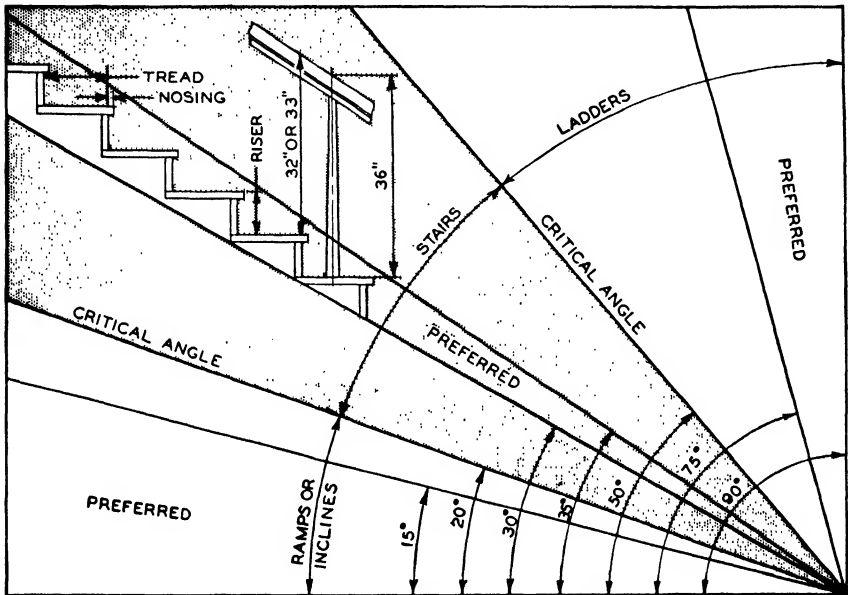 TREAD
NOSING
RISER
32" OR 33"
36"
LADDERS
STAIRS
PREFERRED
CRITICAL ANGLE
CRITICAL ANGLE
PREFERRED
PREFERRED
RAMPS OR
INCLINES
15°
20°
30°
35°
50°
75°
90°